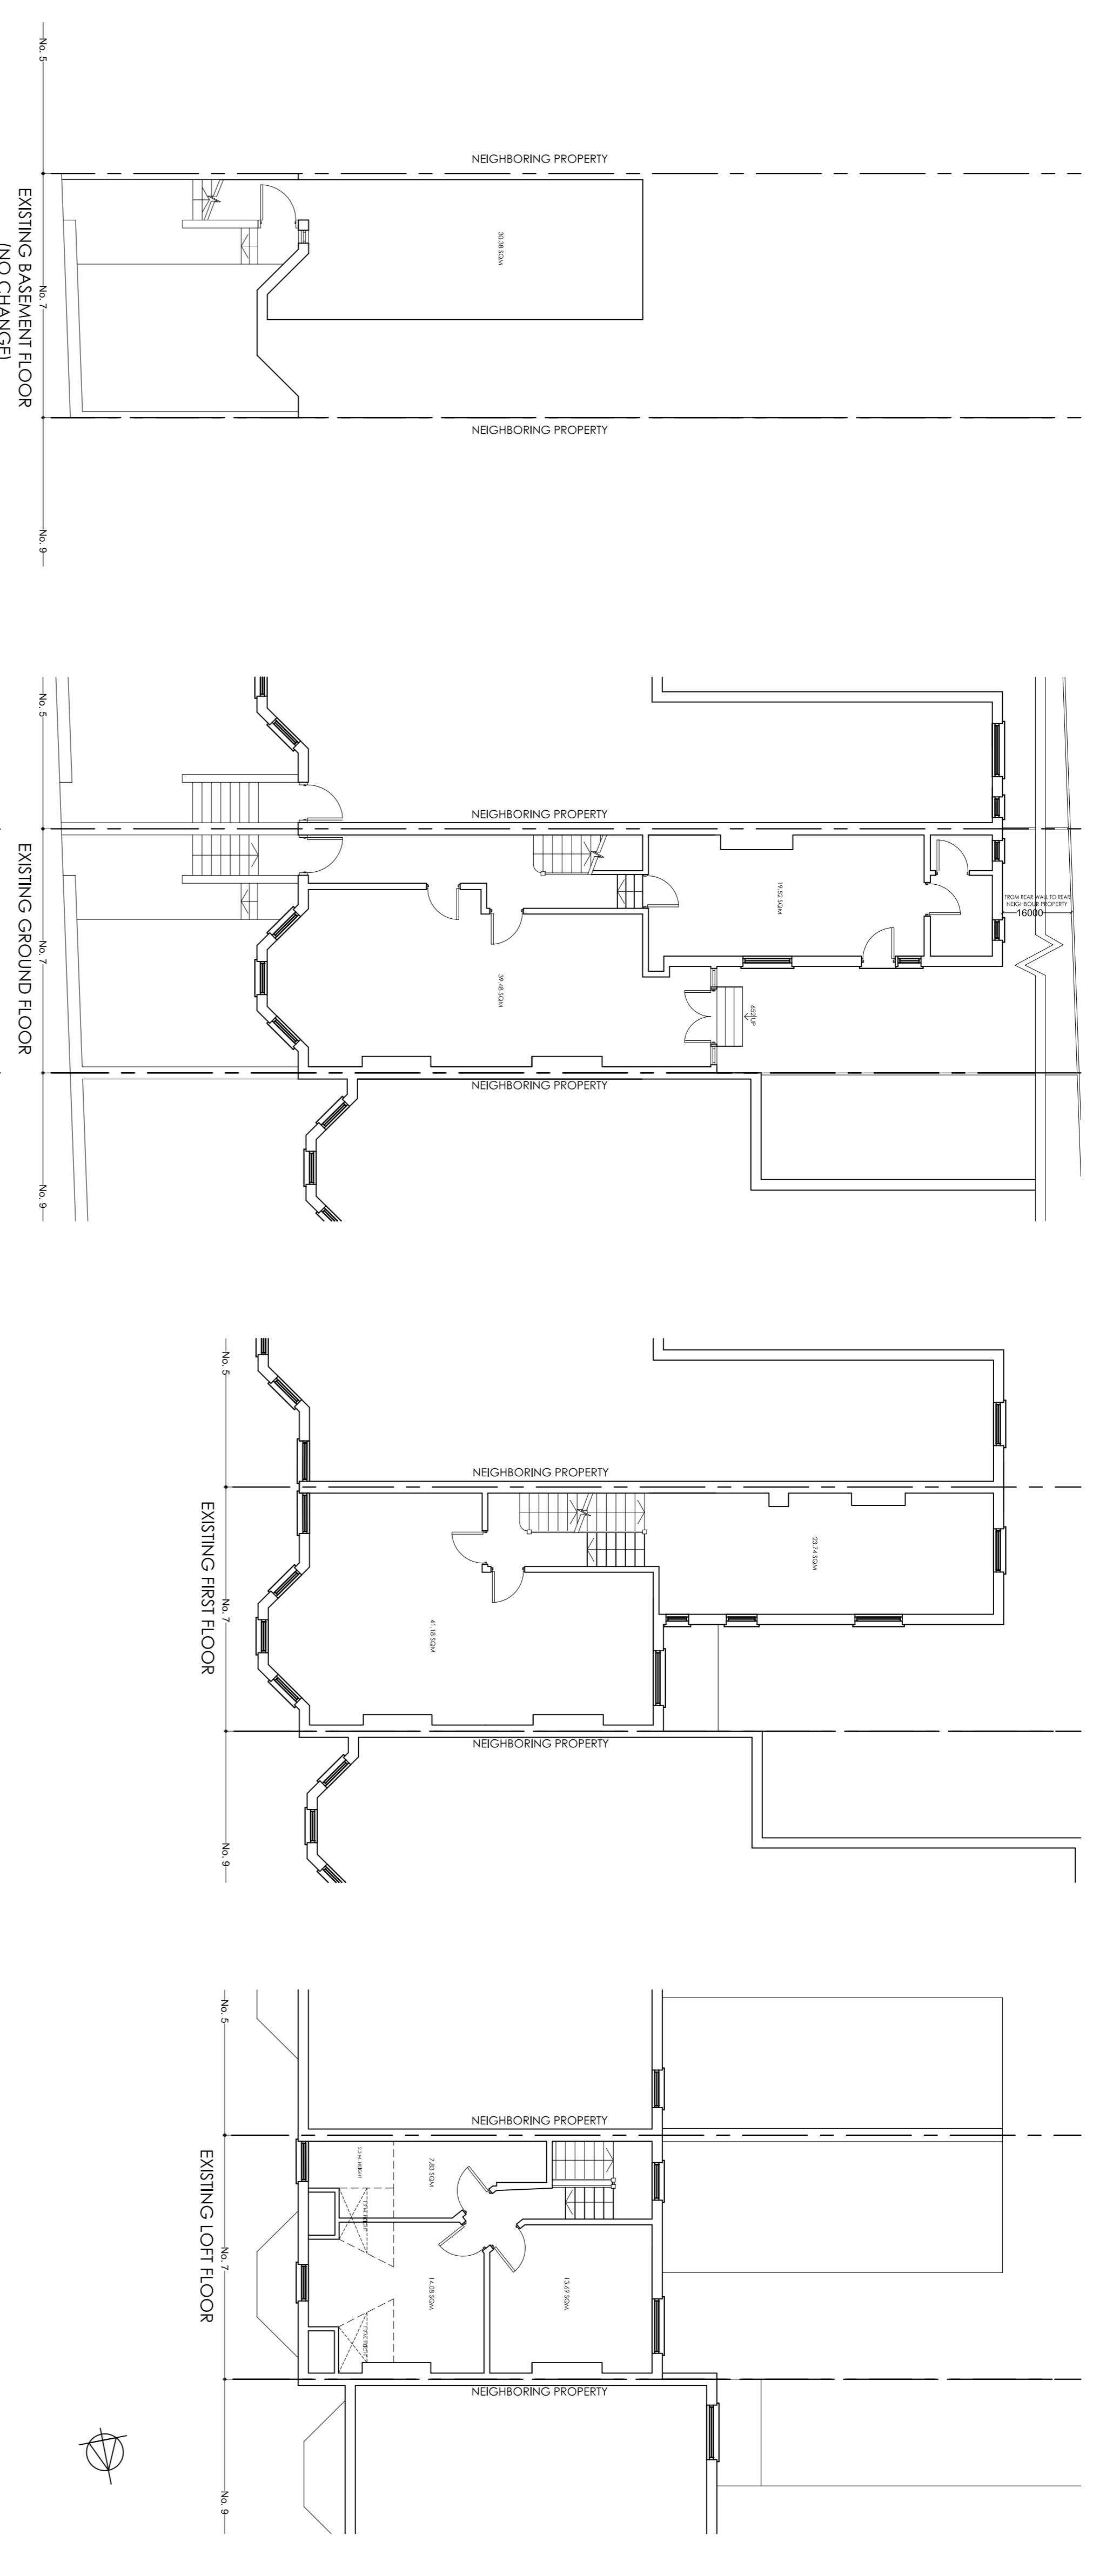 No. 5
NEIGHBORING PROPERTY
30.38 SQM
No. 7
EXISTING BASEMENT FLOOR
(NO CHANGE)
NEIGHBORING PROPERTY
No. 9
No. 5
NEIGHBORING PROPERTY
19.52 SQM
FROM REAR WALL TO REAR
NEIGHBOUR PROPERTY
16000
39.48 SQM
652 UP
No. 7
EXISTING GROUND FLOOR
NEIGHBORING PROPERTY
No. 9
No. 5
NEIGHBORING PROPERTY
23.74 SQM
41.18 SQM
No. 7
EXISTING FIRST FLOOR
NEIGHBORING PROPERTY
No. 9
No. 5
NEIGHBORING PROPERTY
7.83 SQM
14.08 SQM
13.69 SQM
No. 7
EXISTING LOFT FLOOR
NEIGHBORING PROPERTY
No. 9